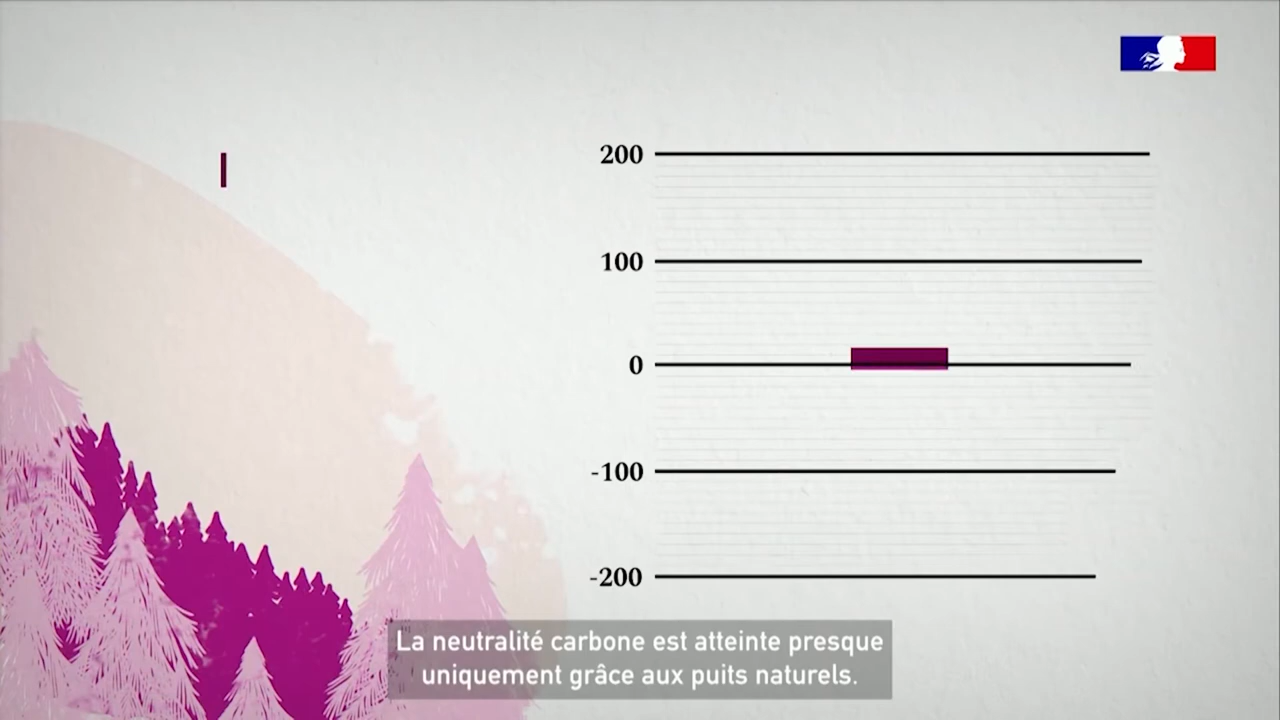 200
100
0
-100
-200
La neutralité carbone est atteinte presque
uniquement grâce aux puits naturels.